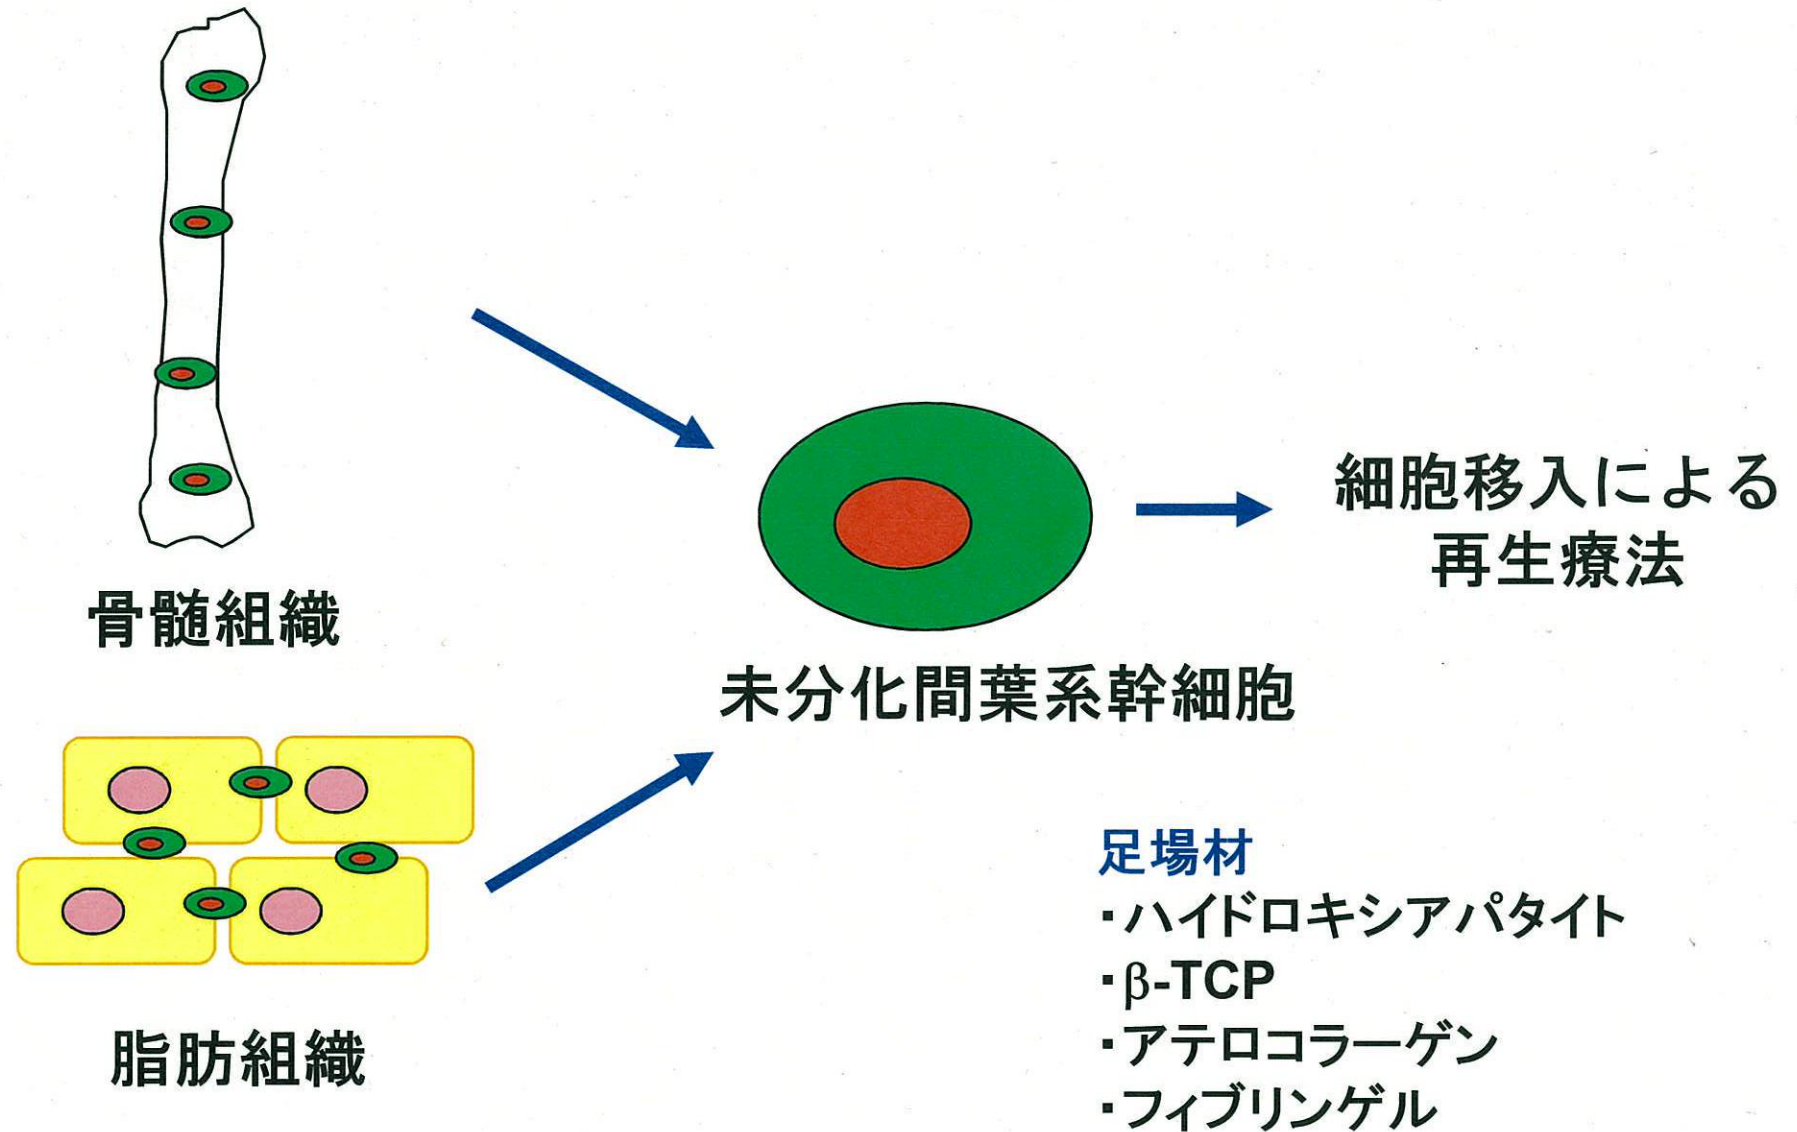 骨髄組織
脂肪組織
未分化間葉系幹細胞
細胞移入による
再生療法
足場材
・ハイドロキシアパタイト
・β-TCP
・アテロコラーゲン
・フィブリンゲル